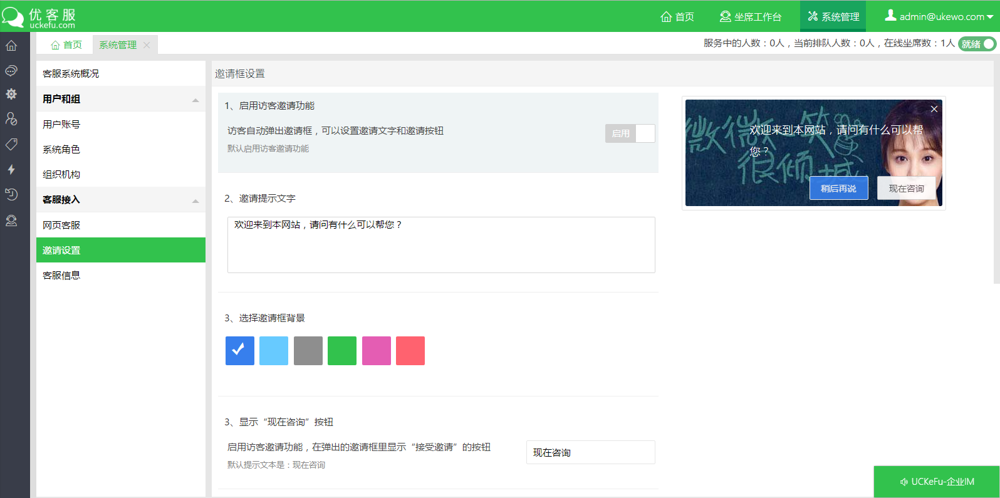 优客服
uckefu.com
首页
坐席工作台
系统管理
admin@ukewo.com
首页
系统管理
服务中的人数：0人，当前排队人数：0人，在线坐席数：1人
就绪
客服系统概况
用户和组
用户账号
系统角色
组织机构
客服接入
网页客服
邀请设置
客服信息
邀请框设置
1、启用访客邀请功能
访客自动弹出邀请框，可以设置邀请文字和邀请按钮
启用
默认启用访客邀请功能
2、邀请提示文字
欢迎来到本网站，请问有什么可以帮您？
3、选择邀请框背景
3、显示“现在咨询”按钮
启用访客邀请功能，在弹出的邀请框里显示“接受邀请”的按钮
现在咨询
默认提示文本是：现在咨询
微微一笑
很倾城
欢迎来到本网站，请问有什么可以帮
您？
稍后再说
现在咨询
UCKeFu-企业IM